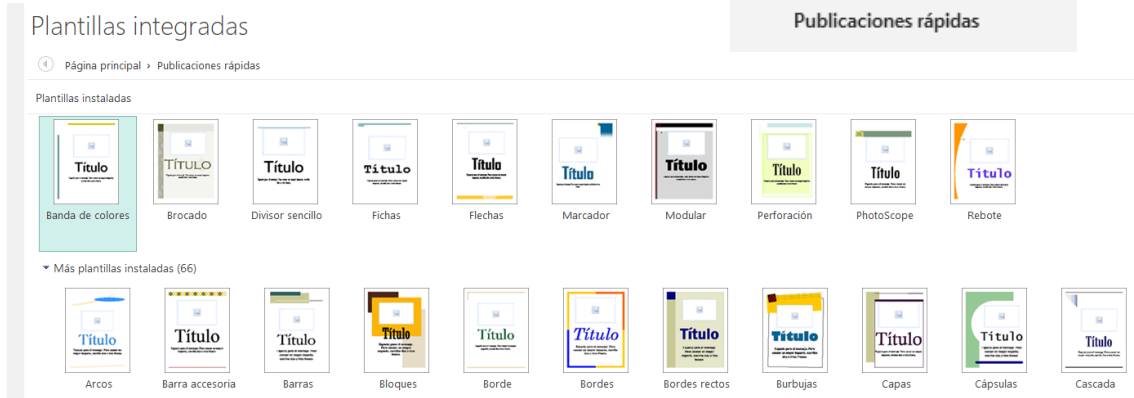 Plantillas integradas
Publicaciones rápidas
Página principal › Publicaciones rápidas
Plantillas instaladas
Título Título Título Título Título Título Título Título Título Título
Banda de colores Brocado Divisor sencillo Fichas Flechas Marcador Modular Perforación PhotoScope Rebote
Más plantillas instaladas (66)
Título Título Título Título Título Título Título Título Título Título Título
Arcos Barra accesoria Barras Bloques Borde Bordes Bordes rectos Burbujas Capas Cápsulas Cascada